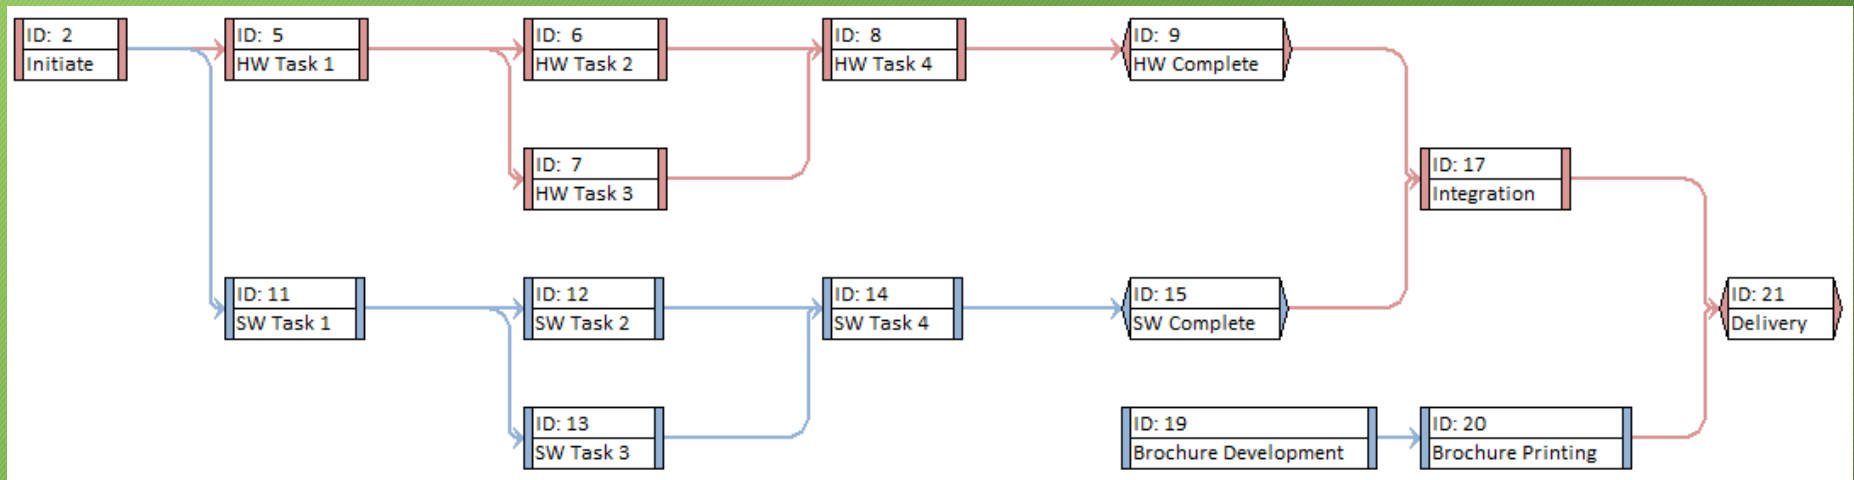 ID: 2
Initiate
ID: 5
HW Task 1
ID: 6
HW Task 2
ID: 8
HW Task 4
ID: 9
HW Complete
ID: 7
HW Task 3
ID: 17
Integration
ID: 11
SW Task 1
ID: 12
SW Task 2
ID: 14
SW Task 4
ID: 15
SW Complete
ID: 21
Delivery
ID: 13
SW Task 3
ID: 19
Brochure Development
ID: 20
Brochure Printing